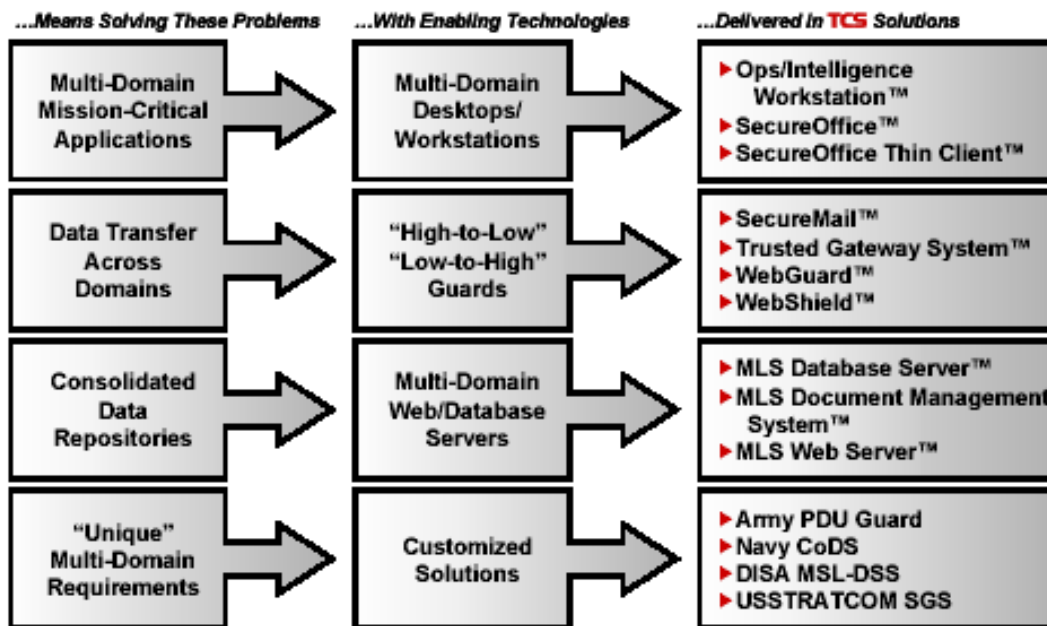 ...Means Solving These Problems
...With Enabling Technologies
...Delivered in TCS Solutions
Multi-Domain
Mission-Critical
Applications
Multi-Domain
Desktops/
Workstations
▶Ops/Intelligence
Workstation™
▶SecureOffice™
▶SecureOffice Thin Client™
Data Transfer
Across
Domains
“High-to-Low”
“Low-to-High”
Guards
▶SecureMail™
▶Trusted Gateway System™
▶WebGuard™
▶WebShield™
Consolidated
Data
Repositories
Multi-Domain
Web/Database
Servers
▶MLS Database Server™
▶MLS Document Management
System™
▶MLS Web Server™
“Unique”
Multi-Domain
Requirements
Customized
Solutions
▶Army PDU Guard
▶Navy CoDS
▶DISA MSL-DSS
▶USSTRATCOM SGS